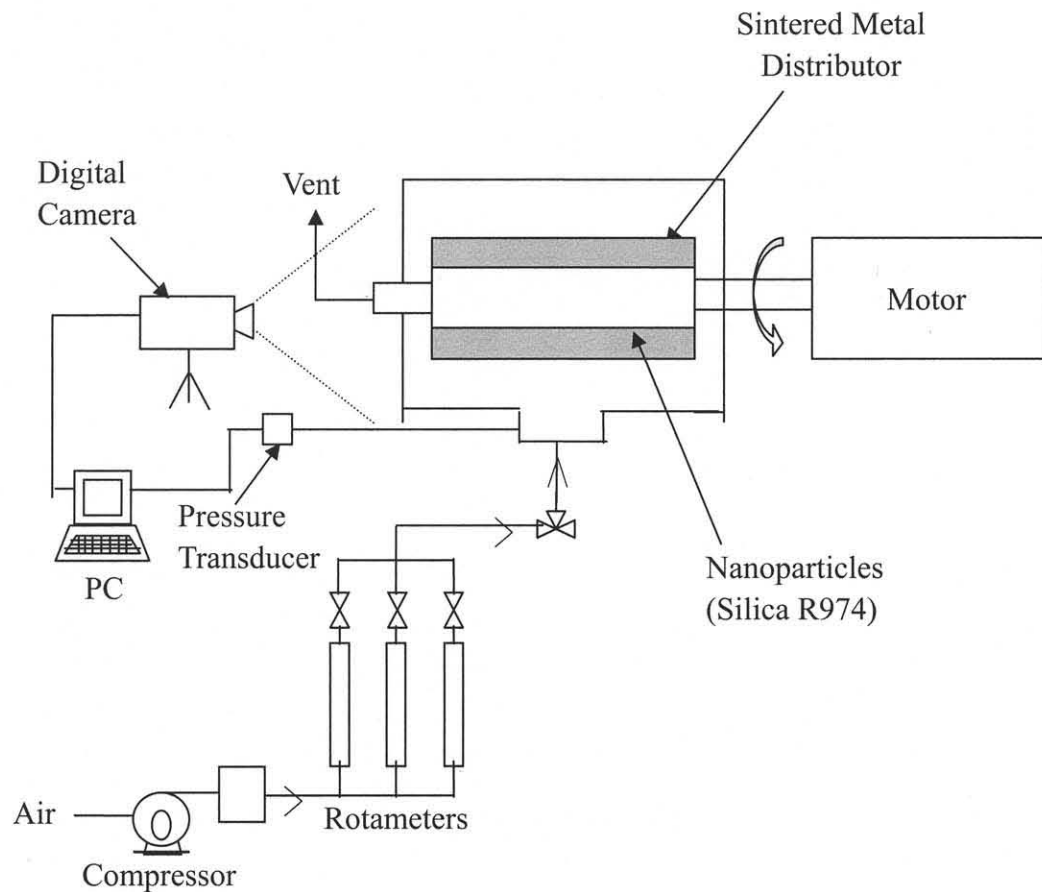 Sintered Metal
Distributor
Digital
Camera
Vent
Motor
Pressure
Transducer
PC
Nanoparticles
(Silica R974)
Air
Rotameters
Compressor